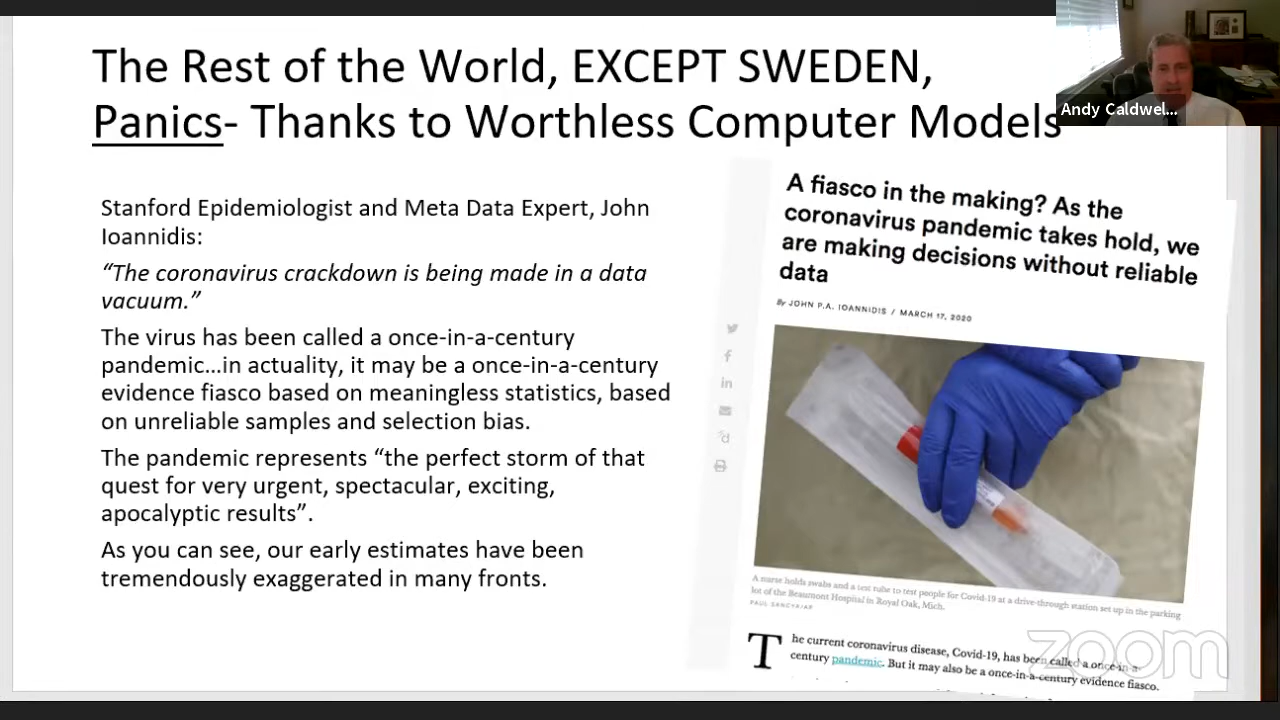 The Rest of the World, EXCEPT SWEDEN,
Panics- Thanks to Worthless Computer Models
Andy Caldwel...
Stanford Epidemiologist and Meta Data Expert, John
Ioannidis:
“The coronavirus crackdown is being made in a data
vacuum.”
The virus has been called a once-in-a-century
pandemic...in actuality, it may be a once-in-a-century
evidence fiasco based on meaningless statistics, based
on unreliable samples and selection bias.
The pandemic represents “the perfect storm of that
quest for very urgent, spectacular, exciting,
apocalyptic results”.
As you can see, our early estimates have been
tremendously exaggerated in many fronts.
A fiasco in the making? As the
coronavirus pandemic takes hold, we
are making decisions without reliable
data
By JOHN P.A. IOANNIDIS / MARCH 17, 2020
A nurse holds swabs and a test tube to test people for Covid-19 at a drive-through station set up in the parking
lot of the Beaumont Hospital in Royal Oak, Mich.
The current coronavirus disease, Covid-19, has been called a once-in-a-
century pandemic. But it may also be a once-in-a-century evidence fiasco.
zoom